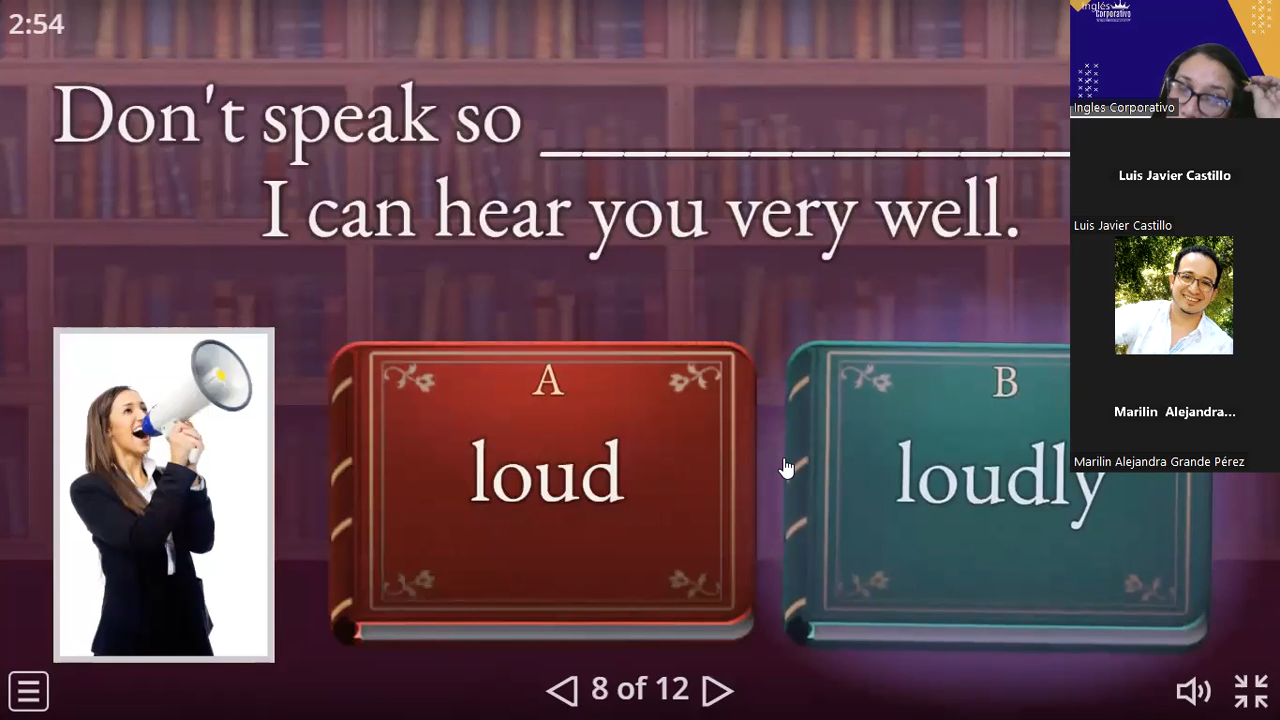 2:54
Don't speak so ____________
I can hear you very well.
A
loud
B
loudly
8 of 12
Inglés
Corporativo
Ingles Corporativo
Luis Javier Castillo
Luis Javier Castillo
Marilin Alejandra...
Marilin Alejandra Grande Pérez